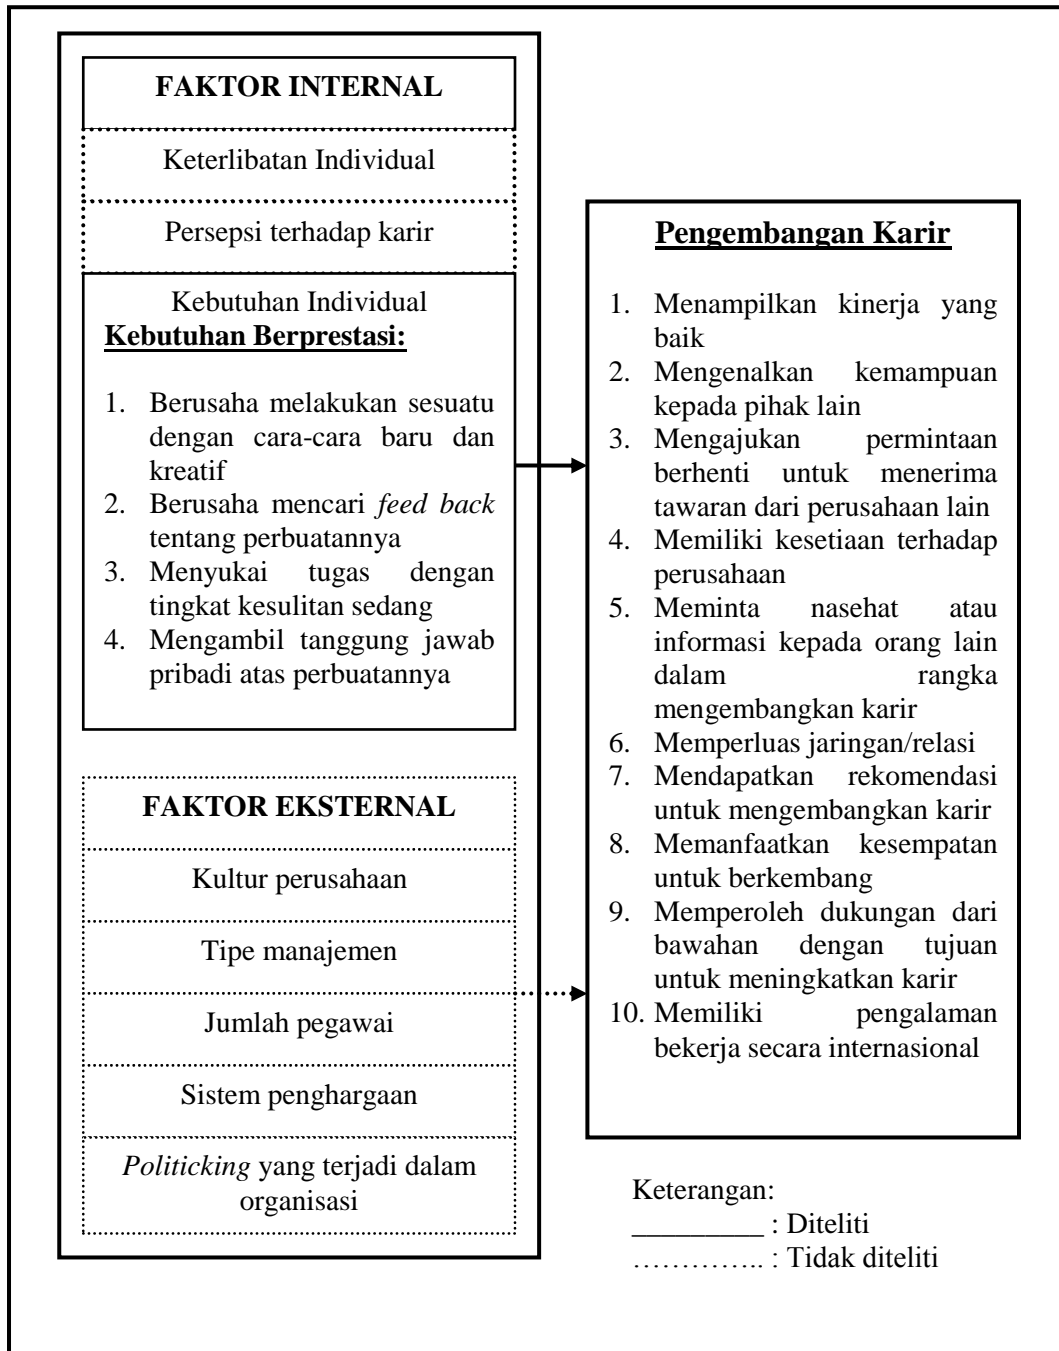 FAKTOR INTERNAL
Keterlibatan Individual
Persepsi terhadap karir
Kebutuhan Individual
Kebutuhan Berprestasi:
1. Berusaha melakukan sesuatu
dengan cara-cara baru dan
kreatif
2. Berusaha mencari feed back
tentang perbuatannya
3. Menyukai tugas dengan
tingkat kesulitan sedang
4. Mengambil tanggung jawab
pribadi atas perbuatannya
FAKTOR EKSTERNAL
Kultur perusahaan
Tipe manajemen
Jumlah pegawai
Sistem penghargaan
Politicking yang terjadi dalam
organisasi
Pengembangan Karir
1. Menampilkan kinerja yang
baik
2. Mengenalkan kemampuan
kepada pihak lain
3. Mengajukan permintaan
berhenti untuk menerima
tawaran dari perusahaan lain
4. Memiliki kesetiaan terhadap
perusahaan
5. Meminta nasehat atau
informasi kepada orang lain
dalam rangka
mengembangkan karir
6. Memperluas jaringan/relasi
7. Mendapatkan rekomendasi
untuk mengembangkan karir
8. Memanfaatkan kesempatan
untuk berkembang
9. Memperoleh dukungan dari
bawahan dengan tujuan
untuk meningkatkan karir
10. Memiliki pengalaman
bekerja secara internasional
Keterangan:
_________ : Diteliti
………….. : Tidak diteliti